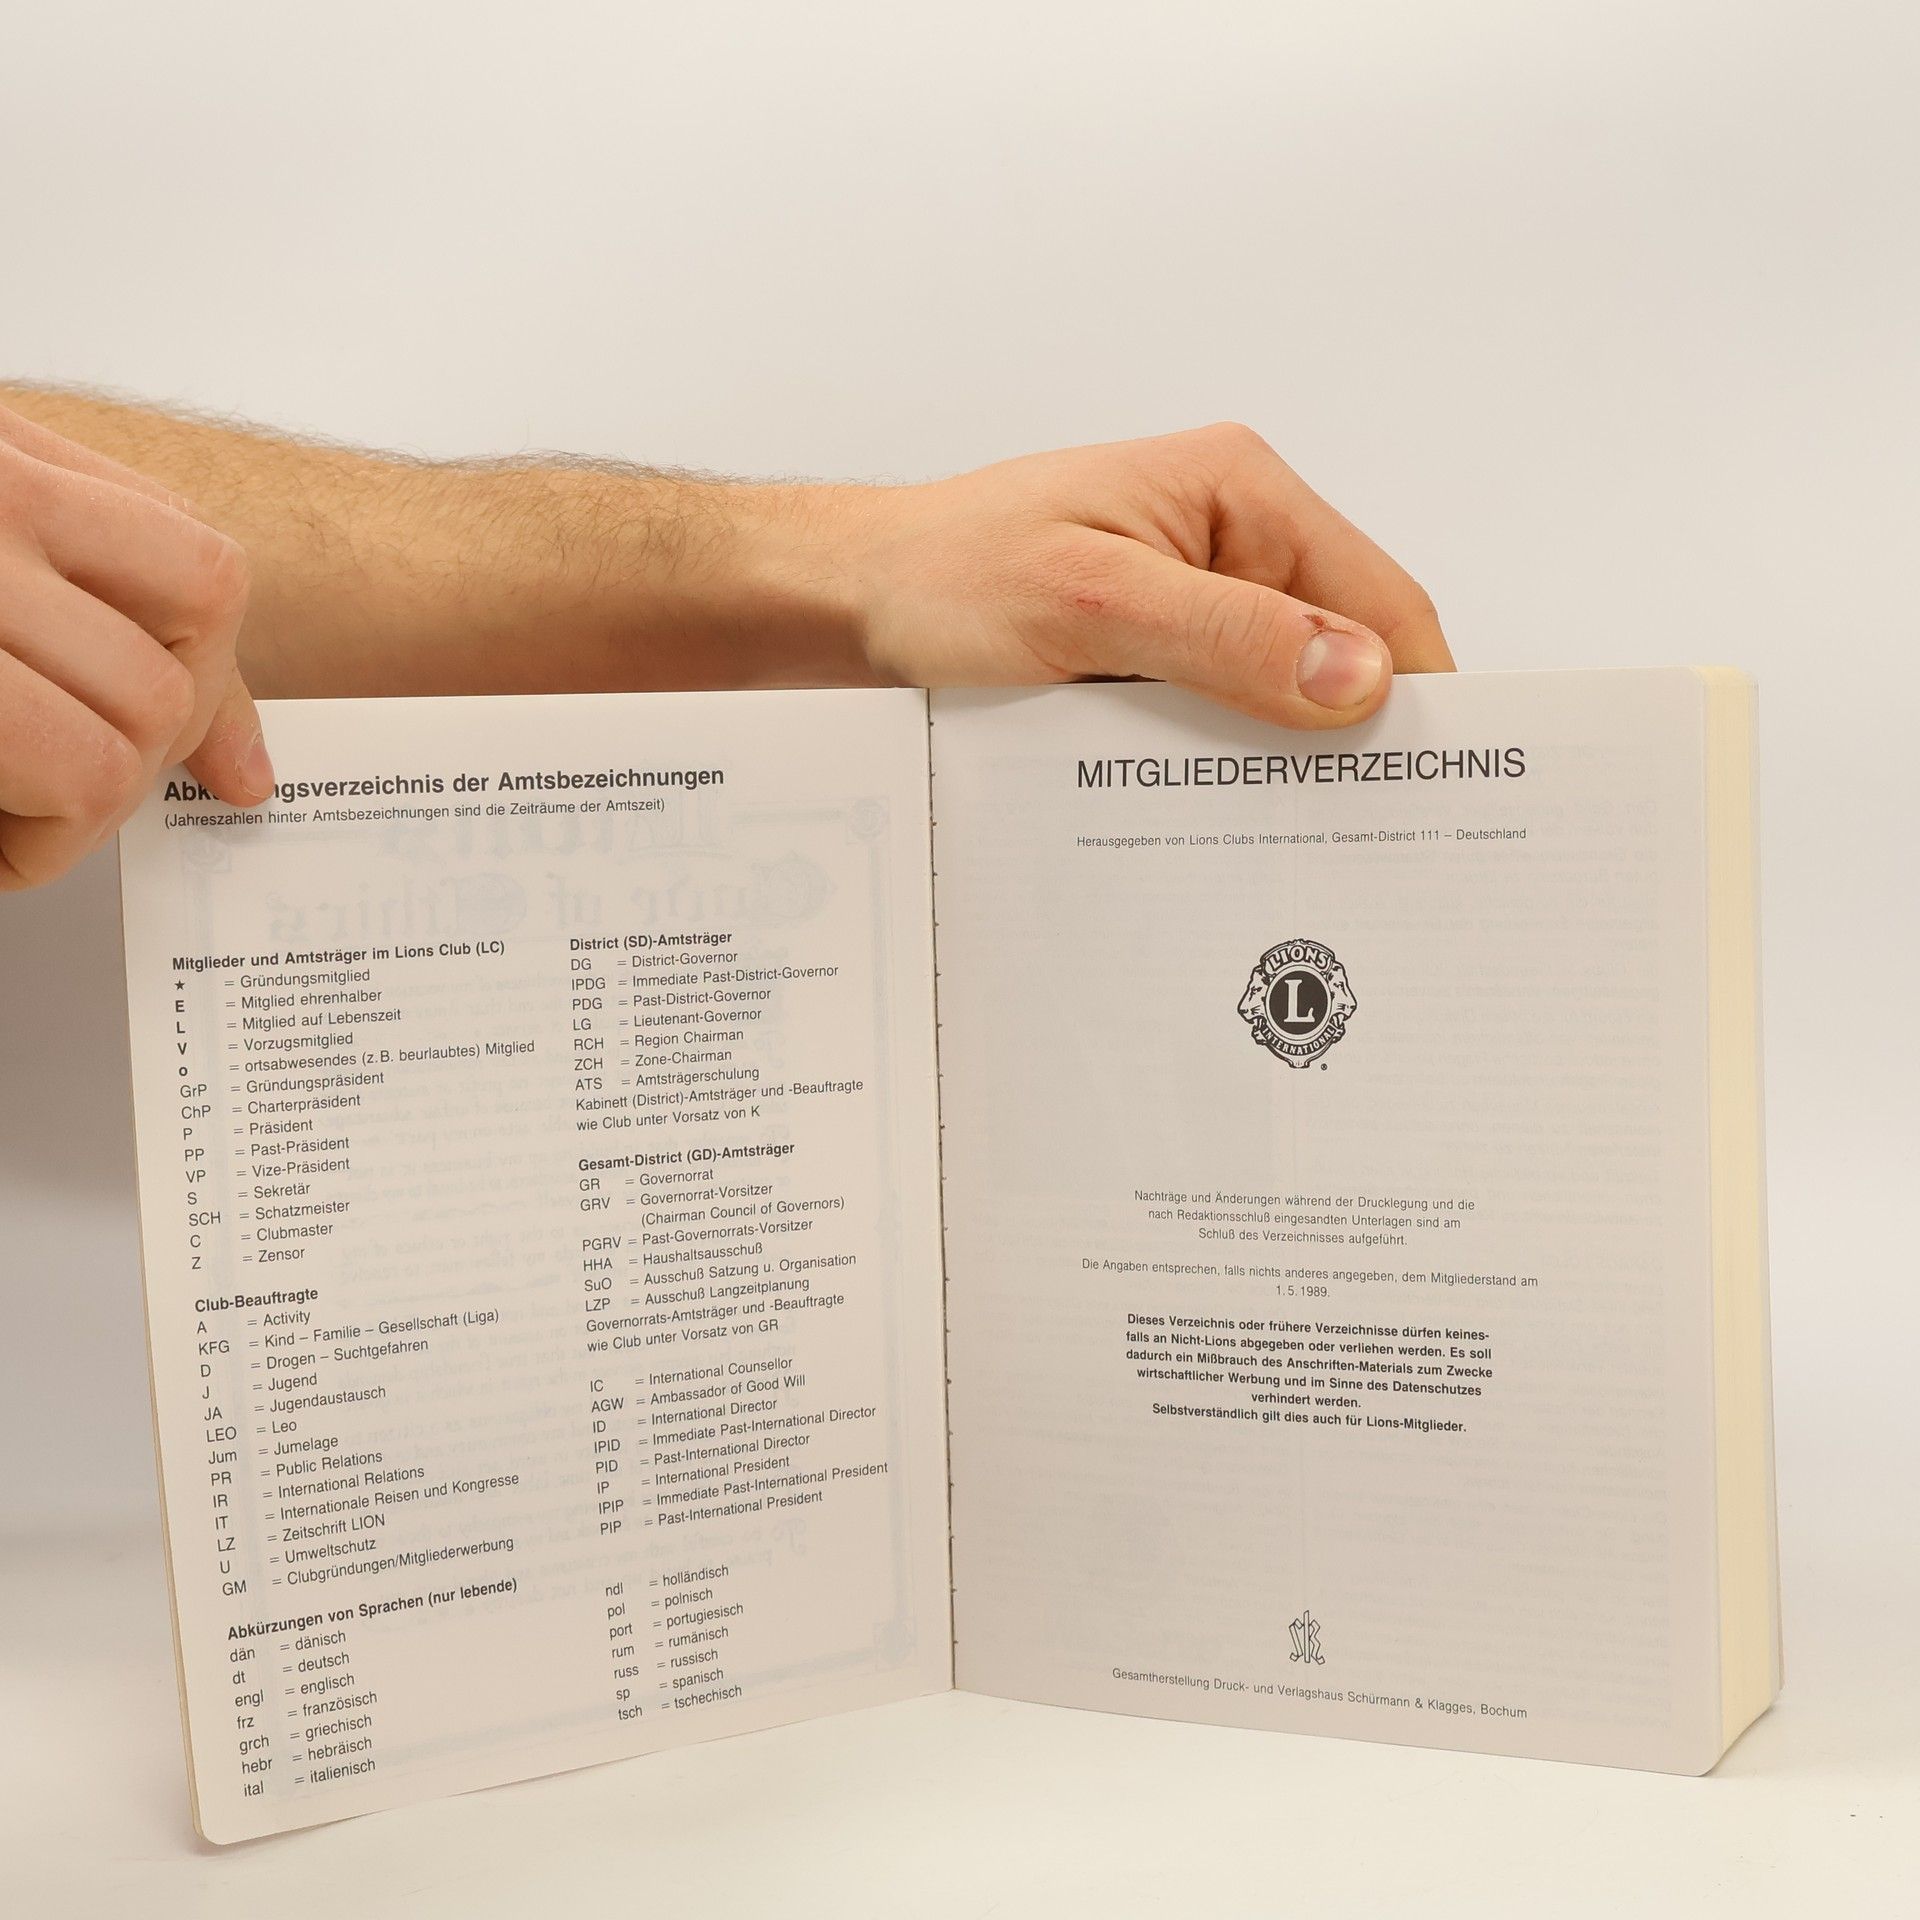 Abk gsverzeichnis der Amtsbezeichnungen
(Jahreszahlen hinter Amtsbezeichnungen sind die Zeiträume der Amtszeit)
Mitglieder und Amtsträger im Lions Club (LC)
★ = Gründungsmitglied
E = Mitglied ehrenhalber
L = Mitglied auf Lebenszeit
V = Vorzugsmitglied
o = ortsabwesendes (z. B. beurlaubtes) Mitglied
GrP = Gründungspräsident
ChP = Charterpräsident
P = Präsident
PP = Past-Präsident
VP = Vize-Präsident
S = Sekretär
SCH = Schatzmeister
C = Clubmaster
Z = Zensor
Club-Beauftragte
A = Activity
KFG = Kind – Familie – Gesellschaft (Liga)
D = Drogen – Suchtgefahren
J = Jugend
JA = Jugendaustausch
LEO = Leo
Jum = Jumelage
PR = Public Relations
IR = International Relations
IT = Internationale Reisen und Kongresse
LZ = Zeitschrift LION
U = Umweltschutz
GM = Clubgründungen/Mitgliederwerbung
Abkürzungen von Sprachen (nur lebende)
dän = dänisch
dt = deutsch
engl = englisch
frz = französisch
grch = griechisch
hebr = hebräisch
ital = italienisch
District (SD)-Amtsträger
DG = District-Governor
IPDG = Immediate Past-District-Governor
PDG = Past-District-Governor
LG = Lieutenant-Governor
RCH = Region Chairman
ZCH = Zone-Chairman
ATS = Amtsträgerschulung
Kabinett (District)-Amtsträger und -Beauftragte
wie Club unter Vorsatz von K
Gesamt-District (GD)-Amtsträger
GR = Governorrat
GRV = Governorrat-Vorsitzer
(Chairman Council of Governors)
PGRV = Past-Governorrats-Vorsitzer
HHA = Haushaltsausschuß
SuO = Ausschuß Satzung u. Organisation
LZP = Ausschuß Langzeitplanung
Governorrats-Amtsträger und -Beauftragte
wie Club unter Vorsatz von GR
IC = International Counsellor
AGW = Ambassador of Good Will
ID = International Director
IPID = Immediate Past-International Director
PID = Past-International Director
IP = International President
IPIP = Immediate Past-International President
PIP = Past-International President
ndl = holländisch
pol = polnisch
port = portugiesisch
rum = rumänisch
russ = russisch
sp = spanisch
tsch = tschechisch
MITGLIEDERVERZEICHNIS
Herausgegeben von Lions Clubs International, Gesamt-District 111 – Deutschland
LIONS
L
INTERNATIONAL
®
Nachträge und Änderungen während der Drucklegung und die
nach Redaktionsschluß eingesandten Unterlagen sind am
Schluß des Verzeichnisses aufgeführt.
Die Angaben entsprechen, falls nichts anderes angegeben, dem Mitgliederstand am
1. 5. 1989.
Dieses Verzeichnis oder frühere Verzeichnisse dürfen keines-
falls an Nicht-Lions abgegeben oder verliehen werden. Es soll
dadurch ein Mißbrauch des Anschriften-Materials zum Zwecke
wirtschaftlicher Werbung und im Sinne des Datenschutzes
verhindert werden.
Selbstverständlich gilt dies auch für Lions-Mitglieder.
Gesamtherstellung Druck- und Verlagshaus Schürmann & Klagges, Bochum